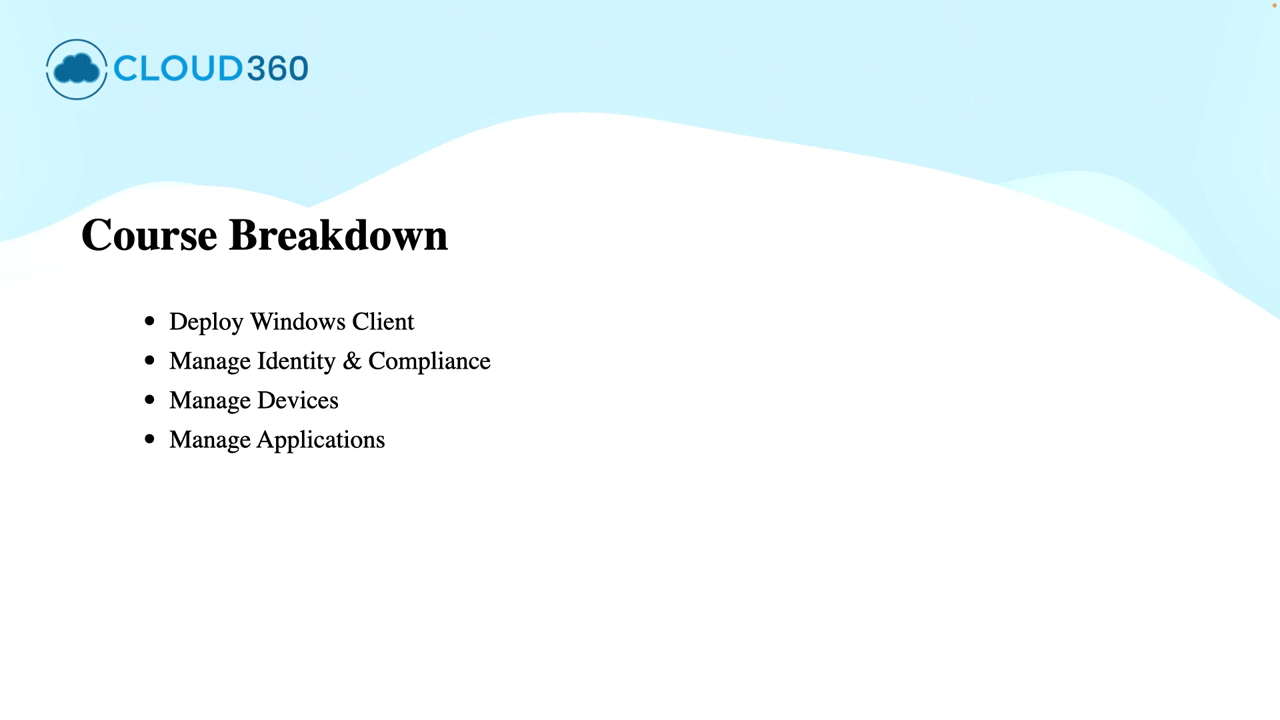 CLOUD360
Course Breakdown
• Deploy Windows Client
• Manage Identity & Compliance
• Manage Devices
• Manage Applications